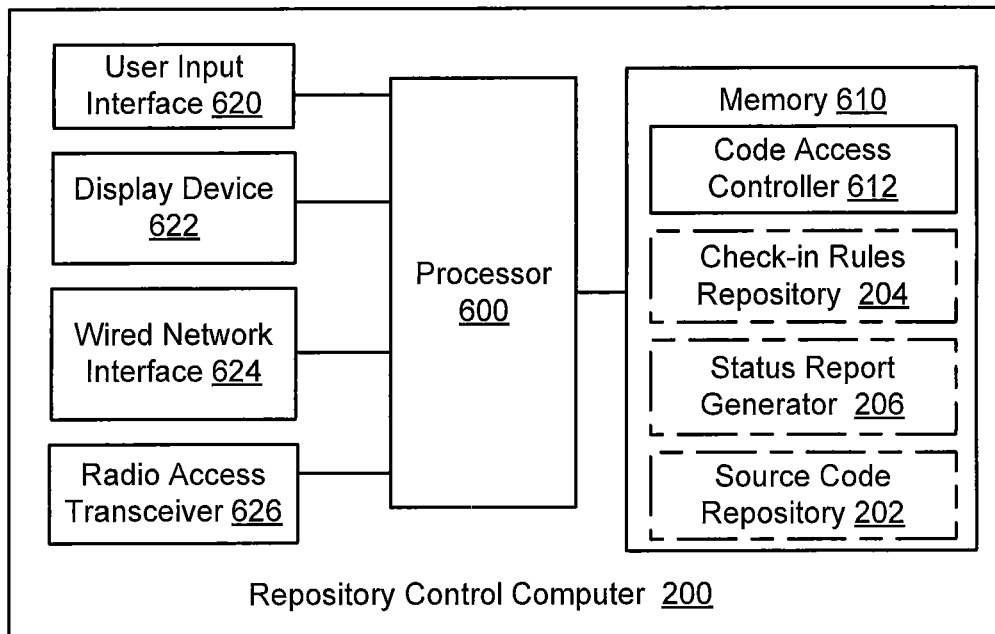 User Input
Interface 620
Display Device
622
Wired Network
Interface 624
Radio Access
Transceiver 626
Processor
600
Memory 610
Code Access
Controller 612
Check-in Rules
Repository 204
Status Report
Generator 206
Source Code
Repository 202
Repository Control Computer 200